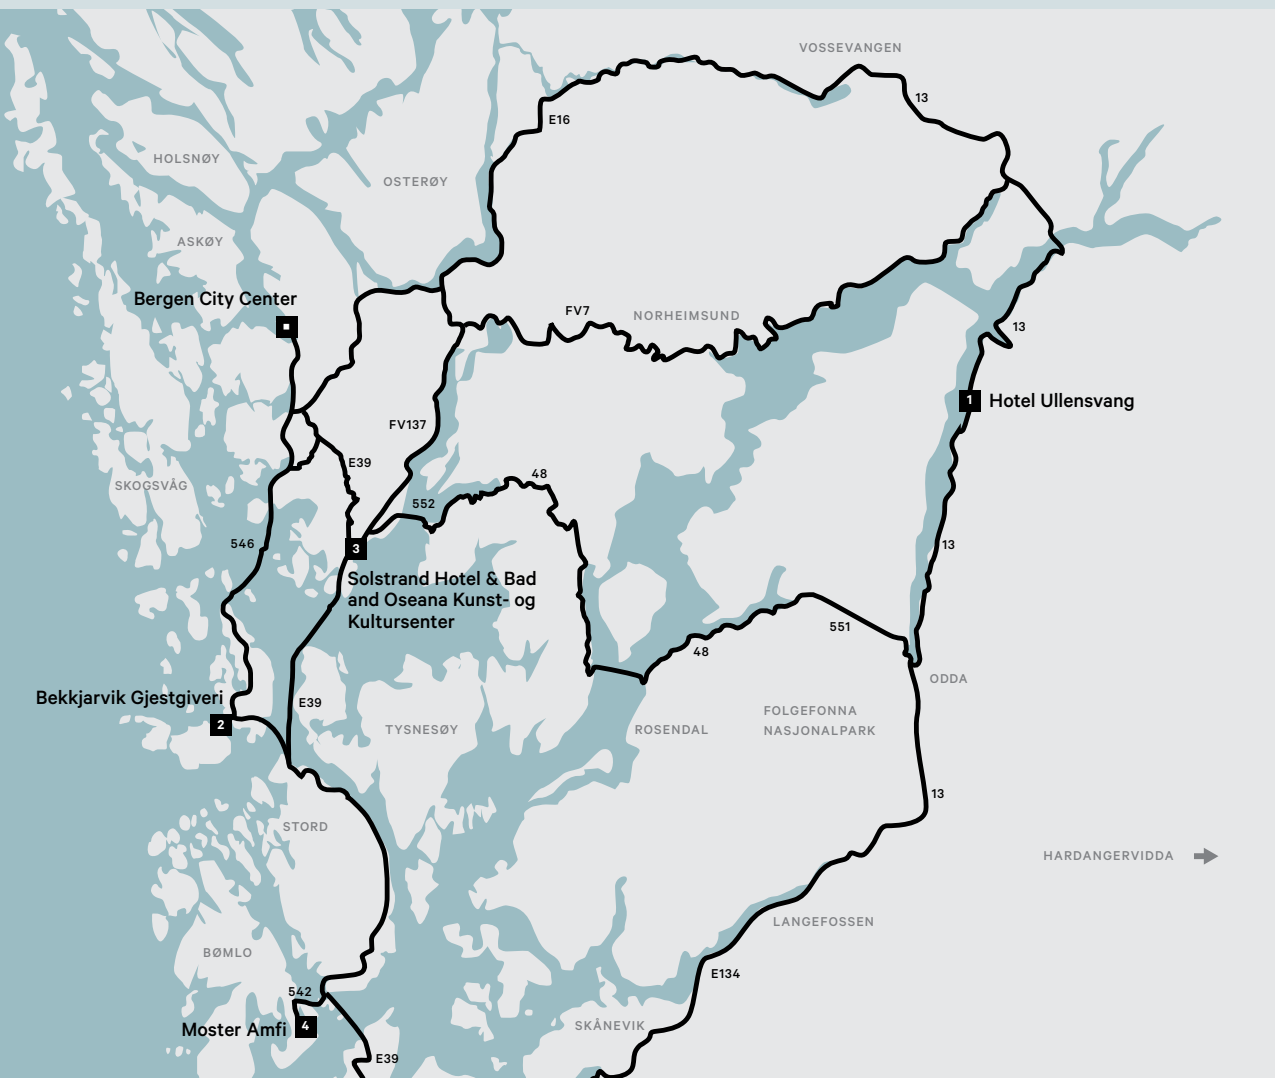 VOSSEVANGEN
13
E16
HOLSNØY
OSTERØY
ASKØY
Bergen City Center
FV7
NORHEIMSUND
13
1 Hotel Ullensvang
FV137
E39
48
SKOGSVÅG
552
546
13
3
Solstrand Hotel & Bad
and Oseana Kunst- og
Kultursenter
551
48
ODDA
Bekkjarvik Gjestgiveri
2
E39
TYSNESØY
ROSENDAL
FOLGEFONNA
NASJONALPARK
13
STORD
HARDANGERVIDDA
LANGEFOSSEN
BØMLO
E134
542
Moster Amfi 4
SKÅNEVIK
E39